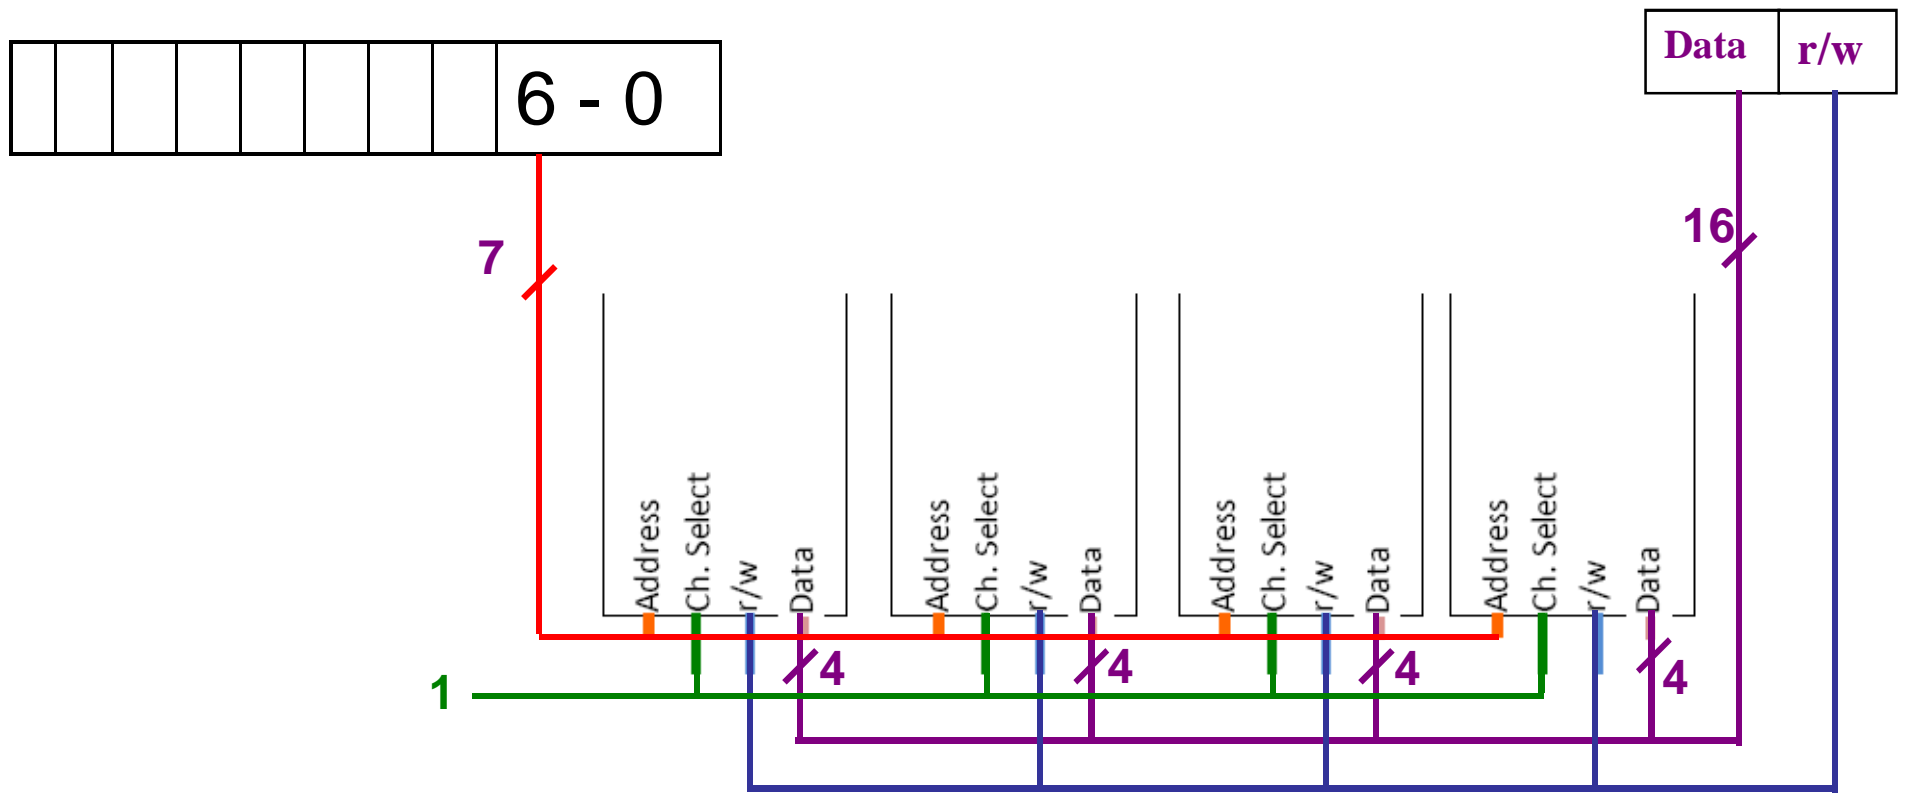 Data r/w
6 - 0
16
7
Address Ch. Select r/w Data
Address Ch. Select r/w Data
Address Ch. Select r/w Data
Address Ch. Select r/w Data
4 4 4 4
1